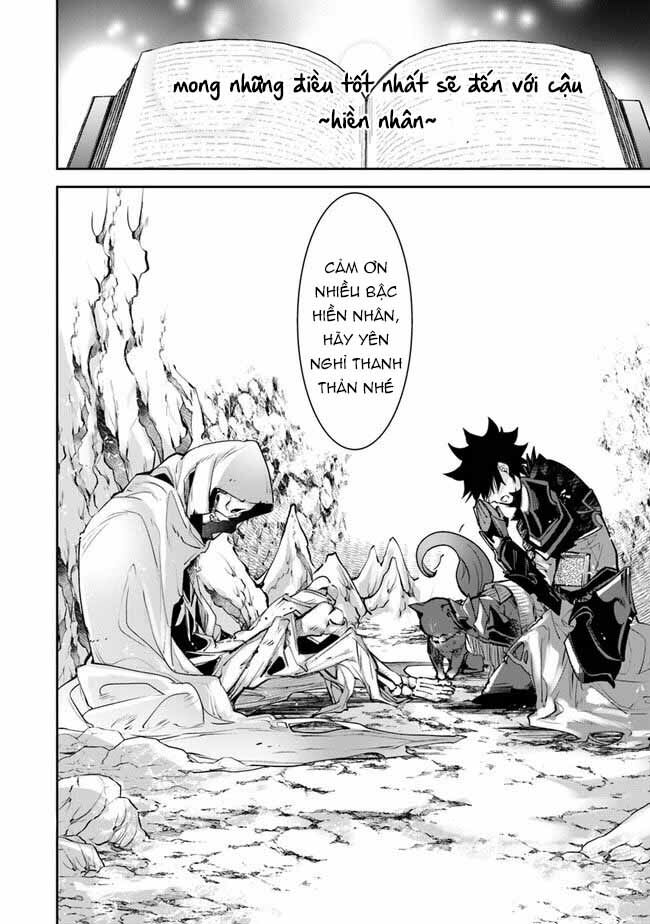 mong những điều tốt nhất sẽ đến với cậu
~hiền nhân~
CẢM ƠN
NHIỀU BẬC
HIỀN NHÂN,
HÃY YÊN
NGHỈ THANH
THẢN NHÉ